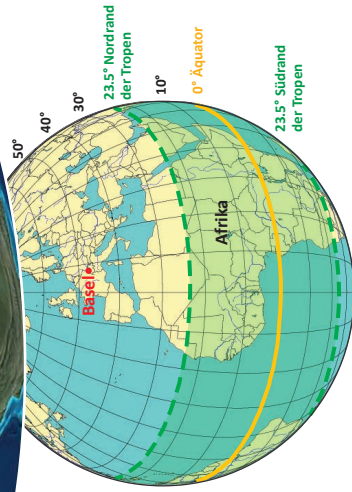 50°
40°
30°
23.5° Nordrand
der Tropen
10°
0° Äquator
23.5° Südrand
der Tropen
Basel
Afrika